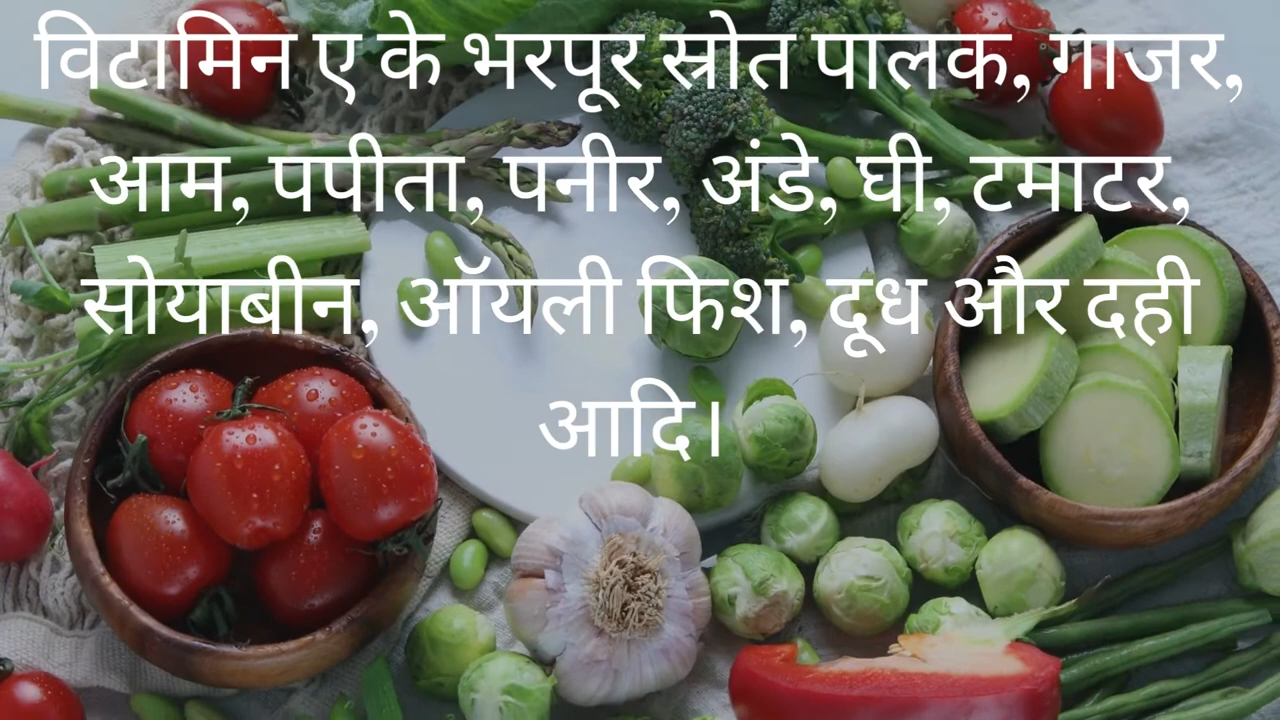 विटामिन ए के भरपूर स्रोत पालक, गाजर,
आम, पपीता, पनीर, अंडे, घी, टमाटर,
सोयाबीन, ऑयली फिश, दूध और दही
आदि।